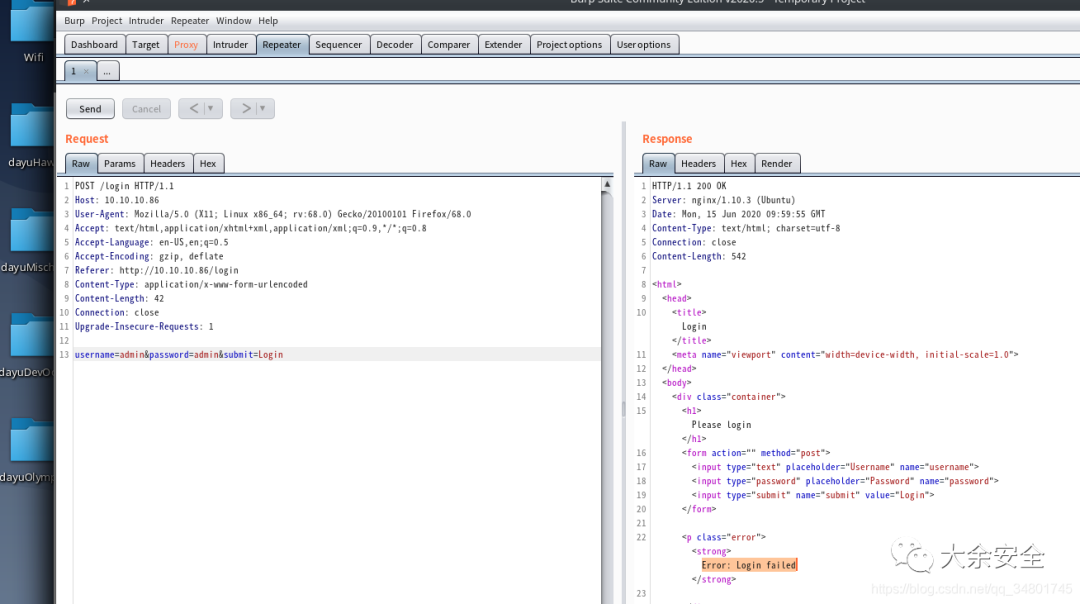 Burp Suite Community Edition v2020.5 - Temporary Project
Burp Project Intruder Repeater Window Help
Dashboard Target Proxy Intruder Repeater Sequencer Decoder Comparer Extender Project options User options
1 × ...
Send Cancel < > 
Wifi
dayuHaw
dayuMisch
dayuOlymp
Request
Raw Params Headers Hex
1 POST /login HTTP/1.1
2 Host: 10.10.10.86
3 User-Agent: Mozilla/5.0 (X11; Linux x86_64; rv:68.0) Gecko/20100101 Firefox/68.0
4 Accept: text/html,application/xhtml+xml,application/xml;q=0.9,*/*;q=0.8
5 Accept-Language: en-US,en;q=0.5
6 Accept-Encoding: gzip, deflate
7 Referer: http://10.10.10.86/login
8 Content-Type: application/x-www-form-urlencoded
9 Content-Length: 42
10 Connection: close
11 Upgrade-Insecure-Requests: 1
12
13 username=admin&password=admin&submit=Login
Response
Raw Headers Hex Render
1 HTTP/1.1 200 OK
2 Server: nginx/1.10.3 (Ubuntu)
3 Date: Mon, 15 Jun 2020 09:59:55 GMT
4 Content-Type: text/html; charset=utf-8
5 Connection: close
6 Content-Length: 542
7
8 <html>
9 <head>
10 <title>
Login
</title>
11 <meta name="viewport" content="width=device-width, initial-scale=1.0">
12 </head>
13 <body>
14 <div class="container">
15 <h1>
Please login
</h1>
16 <form action="" method="post">
17 <input type="text" placeholder="Username" name="username">
18 <input type="password" placeholder="Password" name="password">
19 <input type="submit" name="submit" value="Login">
20 </form>
21
22 <p class="error">
<strong>
Error: Login failed
</strong>
23
大余安全
https://blog.csdn.net/qq_34801745